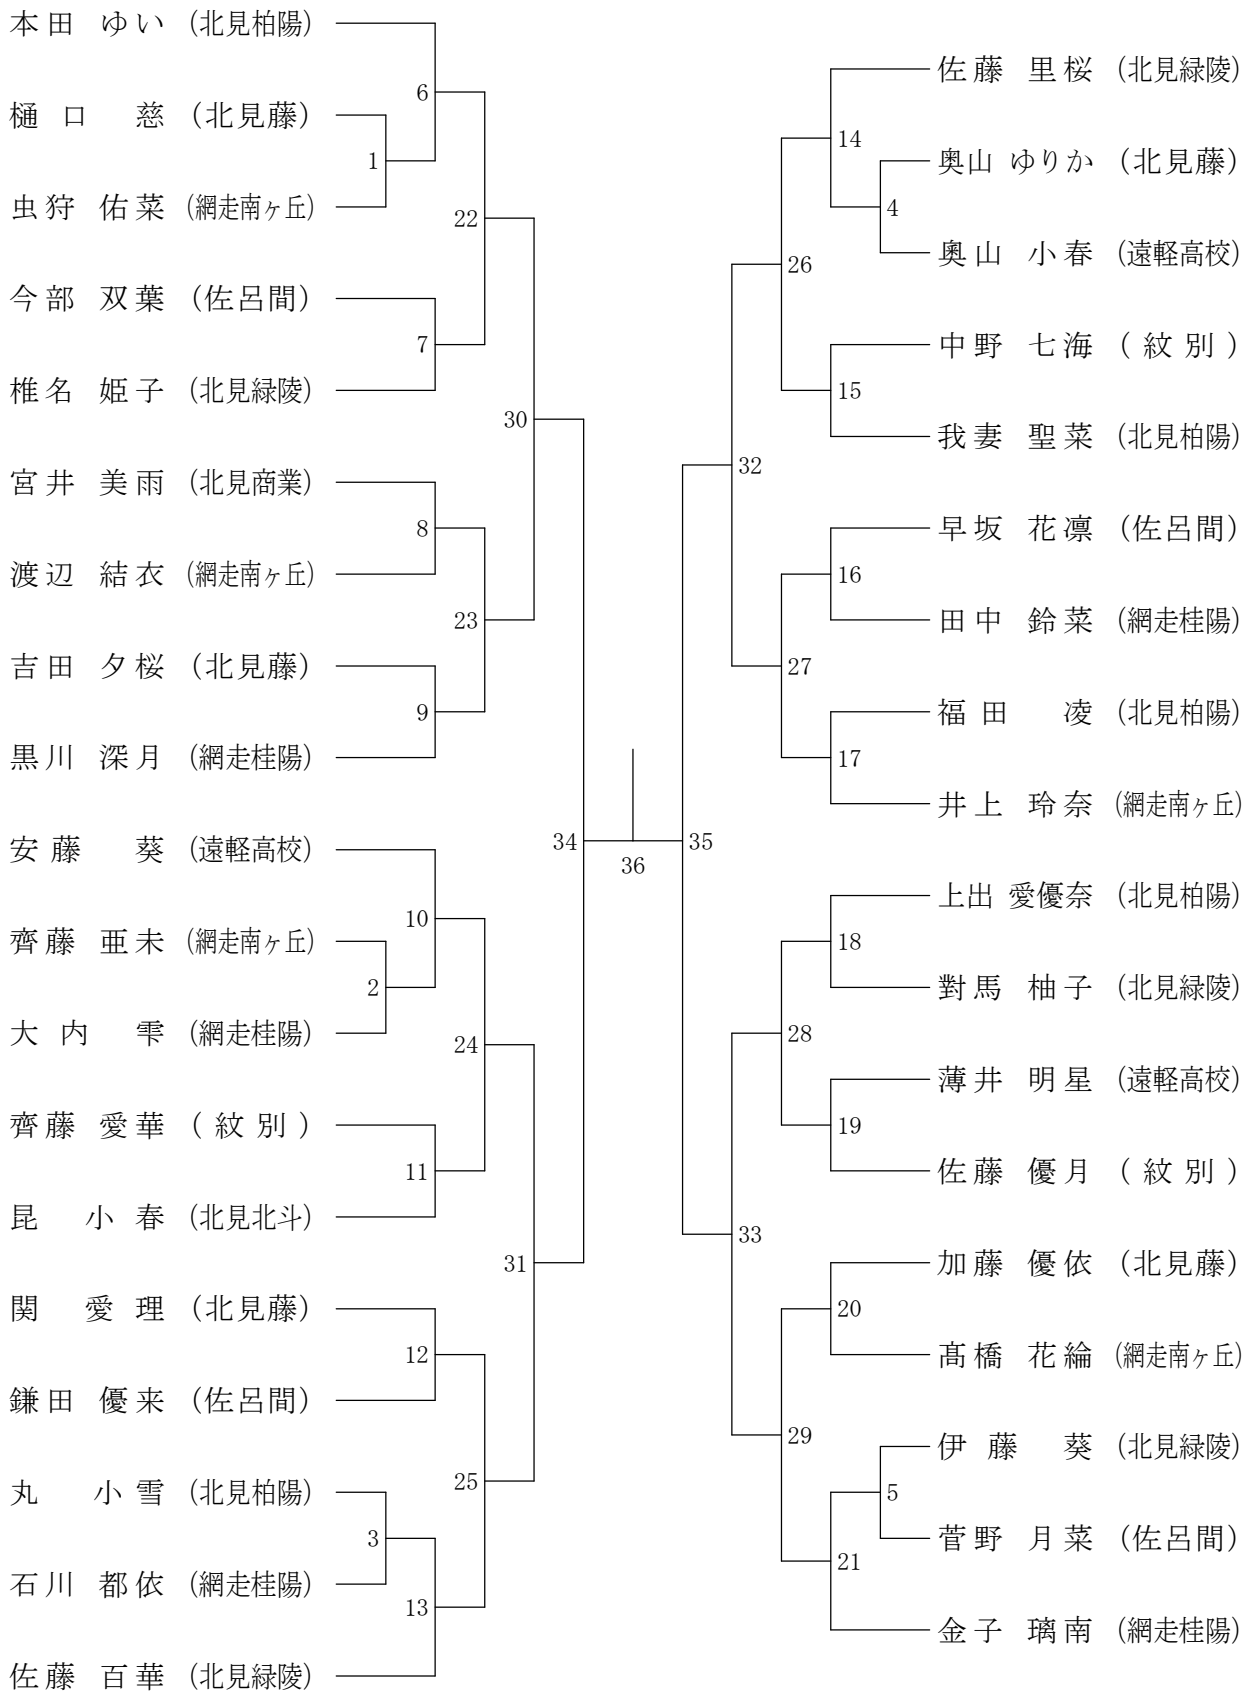 本田 ゆい (北見柏陽)
樋口 慈 (北見藤)
虫狩 佑菜 (網走南ヶ丘)
今部 双葉 (佐呂間)
椎名 姫子 (北見緑陵)
宮井 美雨 (北見商業)
渡辺 結衣 (網走南ヶ丘)
吉田 夕桜 (北見藤)
黒川 深月 (網走桂陽)
安藤 葵 (遠軽高校)
齊藤 亜未 (網走南ヶ丘)
大内 雫 (網走桂陽)
齊藤 愛華 (紋別)
昆 小春 (北見北斗)
関 愛理 (北見藤)
鎌田 優来 (佐呂間)
丸 小雪 (北見柏陽)
石川 都依 (網走桂陽)
佐藤 百華 (北見緑陵)
1
2
3
6
7
8
9
10
11
12
13
22
23
24
25
30
31
34
36
35
32
33
26
27
28
29
14
15
16
17
18
19
20
21
4
5
佐藤 里桜 (北見緑陵)
奥山 ゆりか (北見藤)
奥山 小春 (遠軽高校)
中野 七海 (紋別)
我妻 聖菜 (北見柏陽)
早坂 花凛 (佐呂間)
田中 鈴菜 (網走桂陽)
福田 凌 (北見柏陽)
井上 玲奈 (網走南ヶ丘)
上出 愛優奈 (北見柏陽)
對馬 柚子 (北見緑陵)
薄井 明星 (遠軽高校)
佐藤 優月 (紋別)
加藤 優依 (北見藤)
髙橋 花綸 (網走南ヶ丘)
伊藤 葵 (北見緑陵)
菅野 月菜 (佐呂間)
金子 璃南 (網走桂陽)